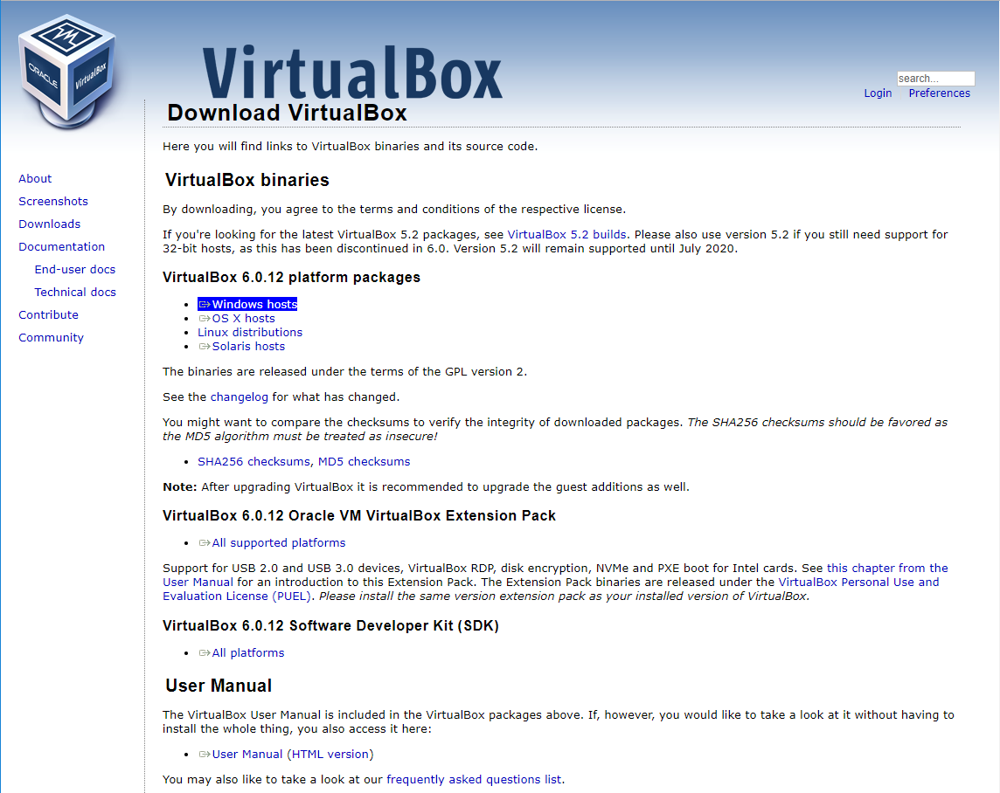 ORACLE
VirtualBox
VirtualBox
search...
Login Preferences
Download VirtualBox
Here you will find links to VirtualBox binaries and its source code.
About
Screenshots
Downloads
Documentation
End-user docs
Technical docs
Contribute
Community
VirtualBox binaries
By downloading, you agree to the terms and conditions of the respective license.
If you're looking for the latest VirtualBox 5.2 packages, see VirtualBox 5.2 builds. Please also use version 5.2 if you still need support for
32-bit hosts, as this has been discontinued in 6.0. Version 5.2 will remain supported until July 2020.
VirtualBox 6.0.12 platform packages
Windows hosts
OS X hosts
Linux distributions
Solaris hosts
The binaries are released under the terms of the GPL version 2.
See the changelog for what has changed.
You might want to compare the checksums to verify the integrity of downloaded packages. The SHA256 checksums should be favored as
the MD5 algorithm must be treated as insecure!
SHA256 checksums, MD5 checksums
Note: After upgrading VirtualBox it is recommended to upgrade the guest additions as well.
VirtualBox 6.0.12 Oracle VM VirtualBox Extension Pack
All supported platforms
Support for USB 2.0 and USB 3.0 devices, VirtualBox RDP, disk encryption, NVMe and PXE boot for Intel cards. See this chapter from the
User Manual for an introduction to this Extension Pack. The Extension Pack binaries are released under the VirtualBox Personal Use and
Evaluation License (PUEL). Please install the same version extension pack as your installed version of VirtualBox.
VirtualBox 6.0.12 Software Developer Kit (SDK)
All platforms
User Manual
The VirtualBox User Manual is included in the VirtualBox packages above. If, however, you would like to take a look at it without having to
install the whole thing, you also access it here:
User Manual (HTML version)
You may also like to take a look at our frequently asked questions list.